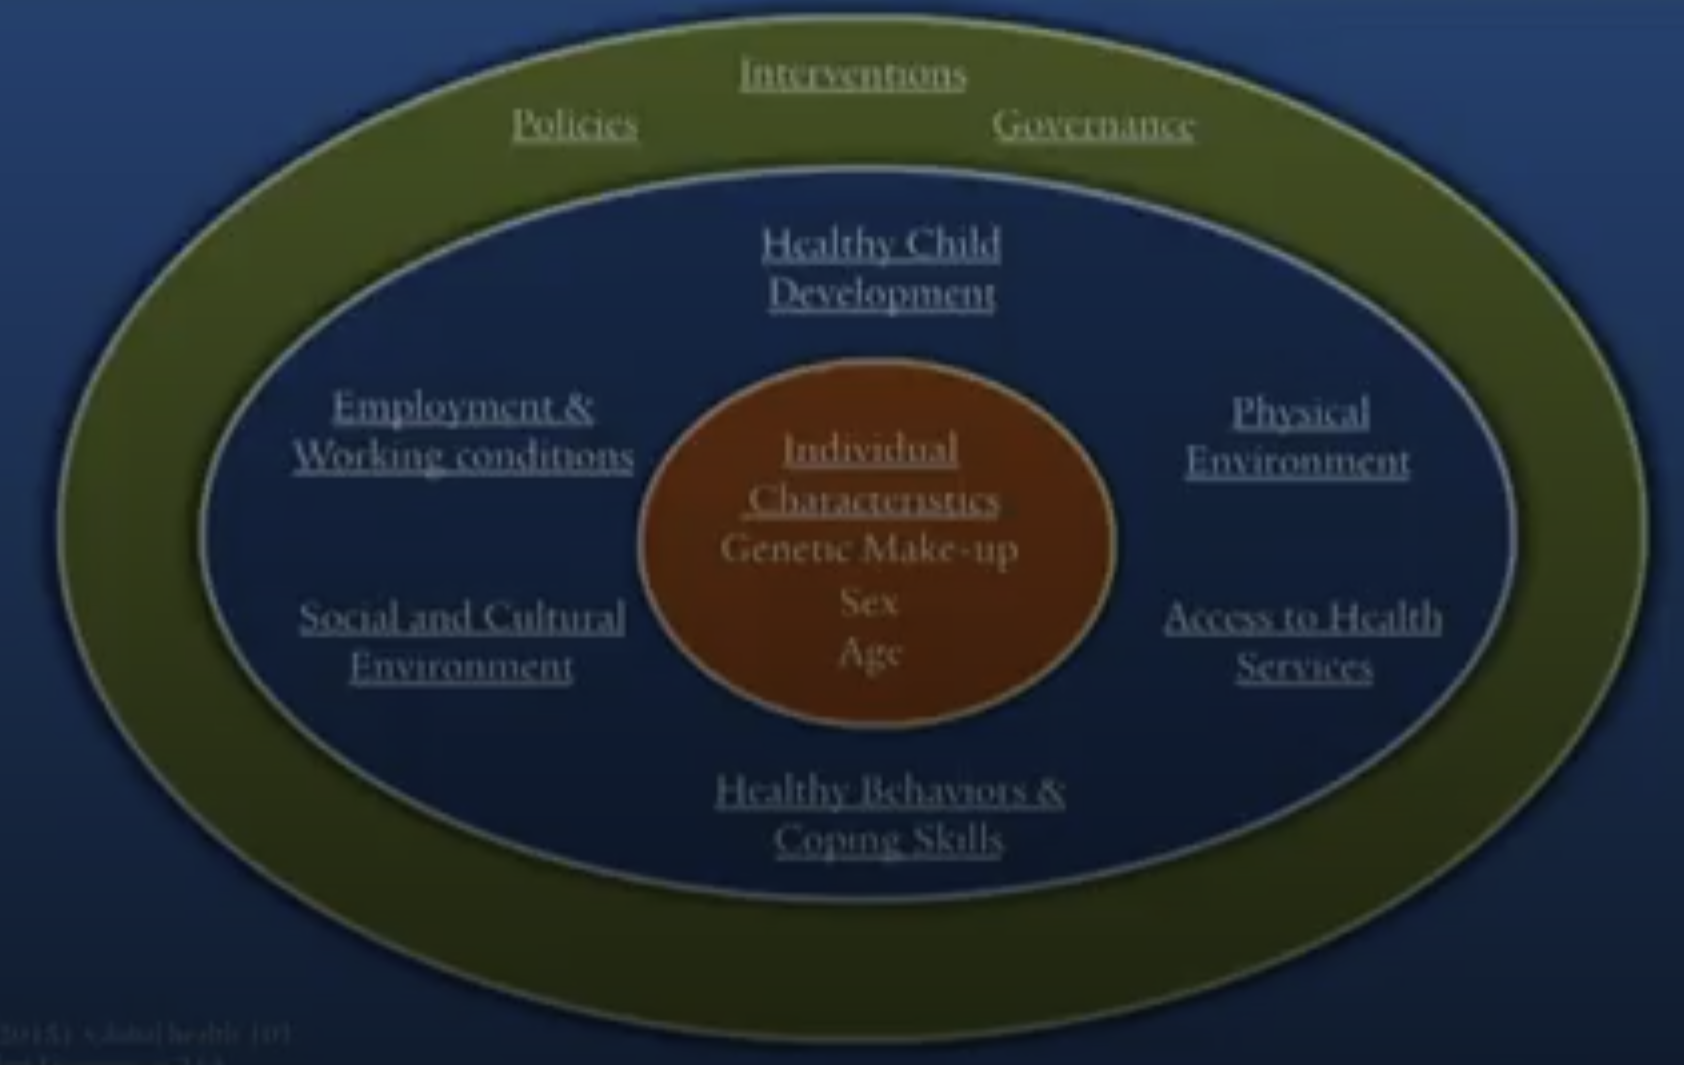 Interventions
Policies Governance
Healthy Child
Development
Employment &
Working conditions
Physical
Environment
Individual
Characteristics
Genetic Make-up
Sex
Age
Social and Cultural
Environment
Access to Health
Services
Healthy Behaviors &
Coping Skills